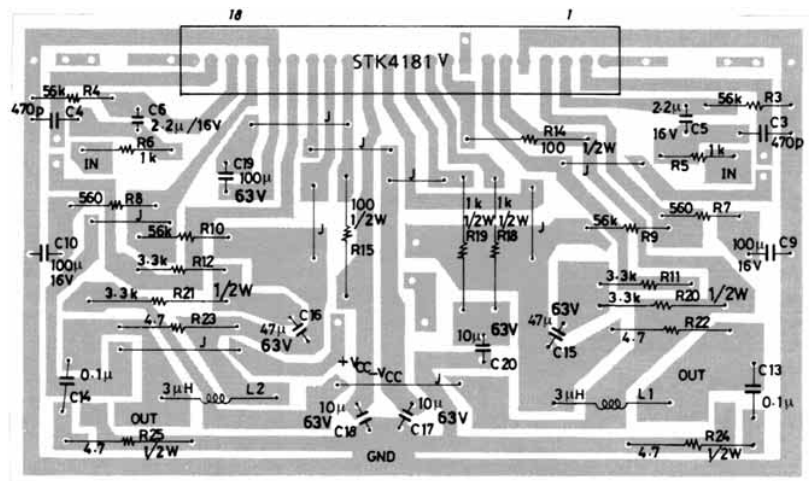 18 1
STK4181V
56k R4
470p C4
C6
2.2µ/16V
R6
1k
IN
J
J
J
R14
100 1/2W
J
2.2µ
16V C5
56k R3
C3
470p
R5 1k
IN
C19
100µ
63V
560 R8
J
56k R10
3.3k R12
3.3k R21 1/2W
4.7 R23
J
C10
100µ
16V
J
100
1/2W
R15
1k 1k
1/2W 1/2W
R19 R18
J
560 R7
56k R9
100µ C9
16V
3.3k R11
3.3k R20 1/2W
4.7 R22
C16
47µ
63V
63V
10µ
C20
63V
47µ
C15
0.1µ
C14
3µH L2
OUT
+VCC -VCC J
10µ
63V C18
10µ
63V
C17
3µH L1
OUT
C13
0.1µ
4.7 R25 1/2W
GND
4.7 R24 1/2W